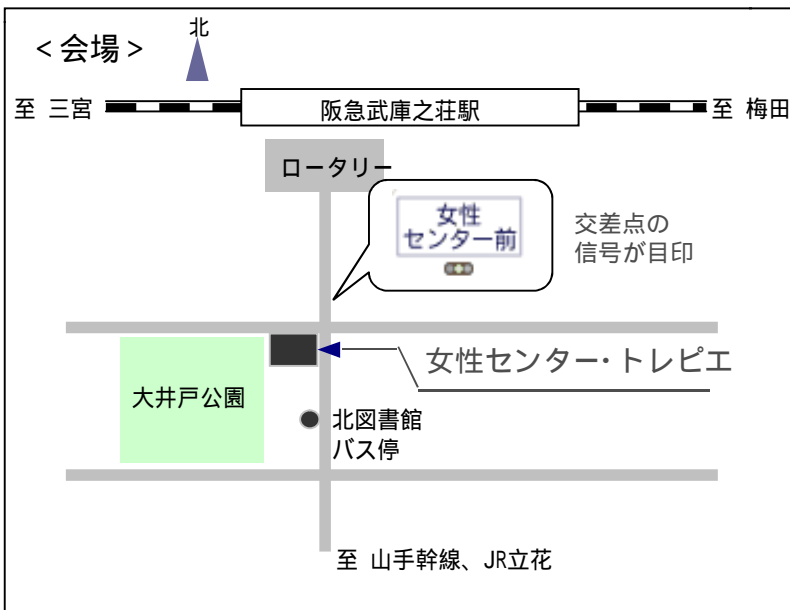 北
<会場>
至 三宮
阪急武庫之荘駅
至 梅田
ロータリー
女性
センター前
交差点の
信号が目印
女性センター・トレピエ
大井戸公園
北図書館
バス停
至 山手幹線、JR立花